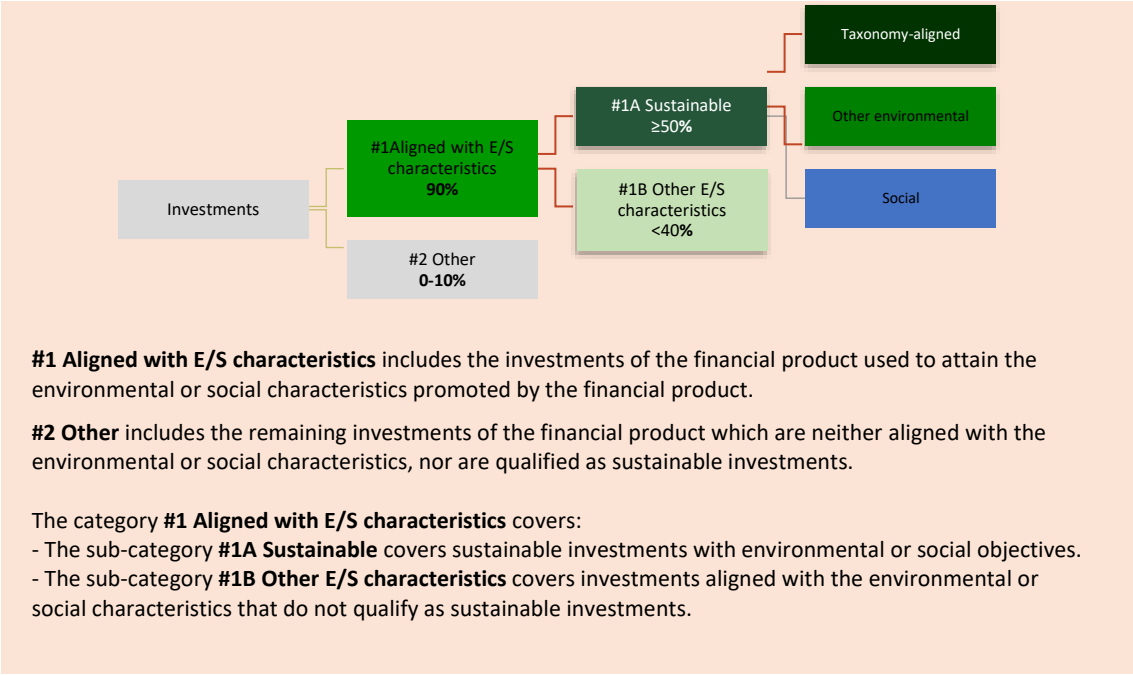 Taxonomy-aligned
#1A Sustainable
≥50%
Other environmental
#1Aligned with E/S
characteristics
90%
#1B Other E/S
characteristics
<40%
Social
Investments
#2 Other
0-10%
#1 Aligned with E/S characteristics includes the investments of the financial product used to attain the
environmental or social characteristics promoted by the financial product.
#2 Other includes the remaining investments of the financial product which are neither aligned with the
environmental or social characteristics, nor are qualified as sustainable investments.
The category #1 Aligned with E/S characteristics covers:
- The sub-category #1A Sustainable covers sustainable investments with environmental or social objectives.
- The sub-category #1B Other E/S characteristics covers investments aligned with the environmental or
social characteristics that do not qualify as sustainable investments.